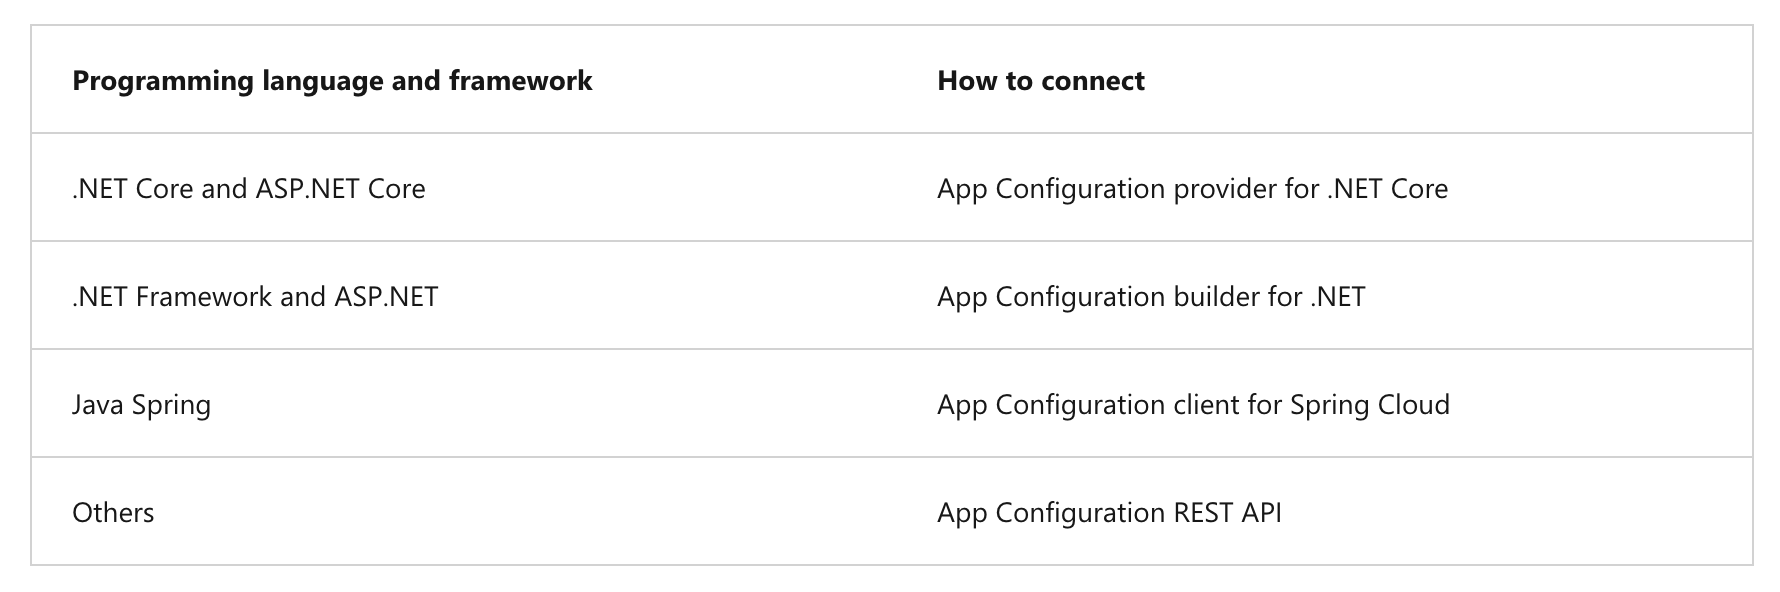 Programming language and framework How to connect
.NET Core and ASP.NET Core App Configuration provider for .NET Core
.NET Framework and ASP.NET App Configuration builder for .NET
Java Spring App Configuration client for Spring Cloud
Others App Configuration REST API